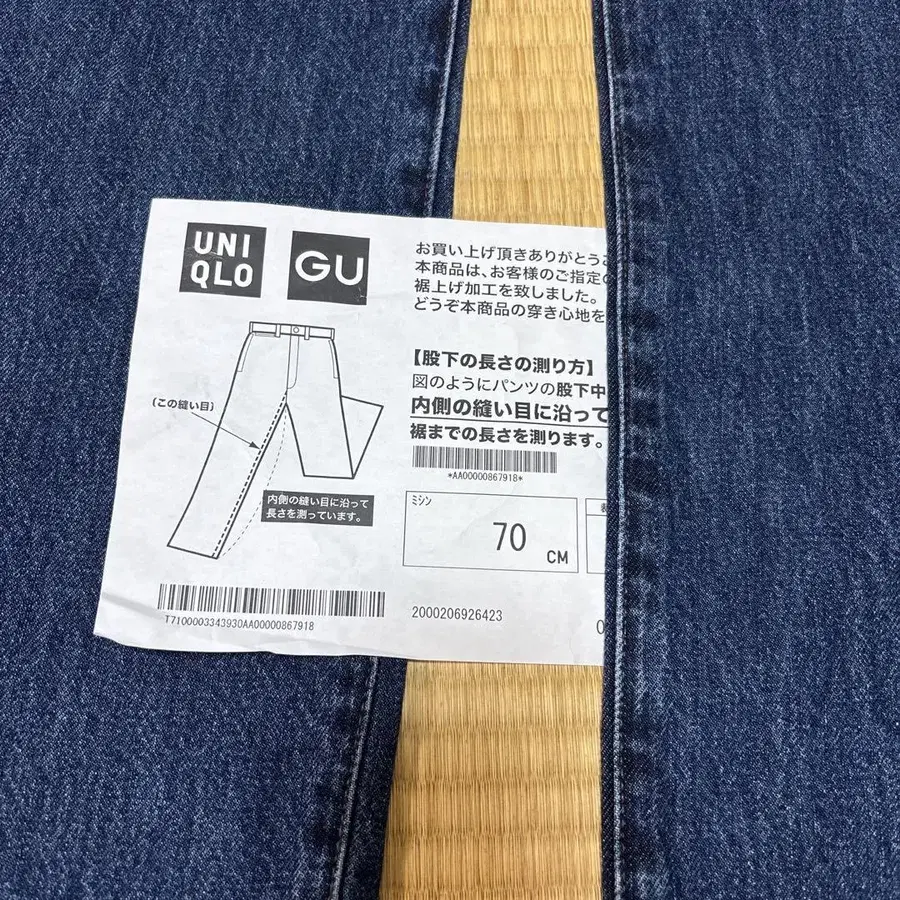 UNI
QLO
GU
お買い上げ頂きありがとう
本商品は、お客様のご指定
裾上げ加工を致しました。
どうぞ本商品の穿き心地を
【股下の長さの測り方】
図のようにパンツの股下中
内側の縫い目に沿って
裾までの長さを測ります。
*AA00000867918*
(この縫い目)
内側の縫い目に沿って
長さを測っています。
ミシン
70
CM
T7100003343930AA00000867918
2000206926423